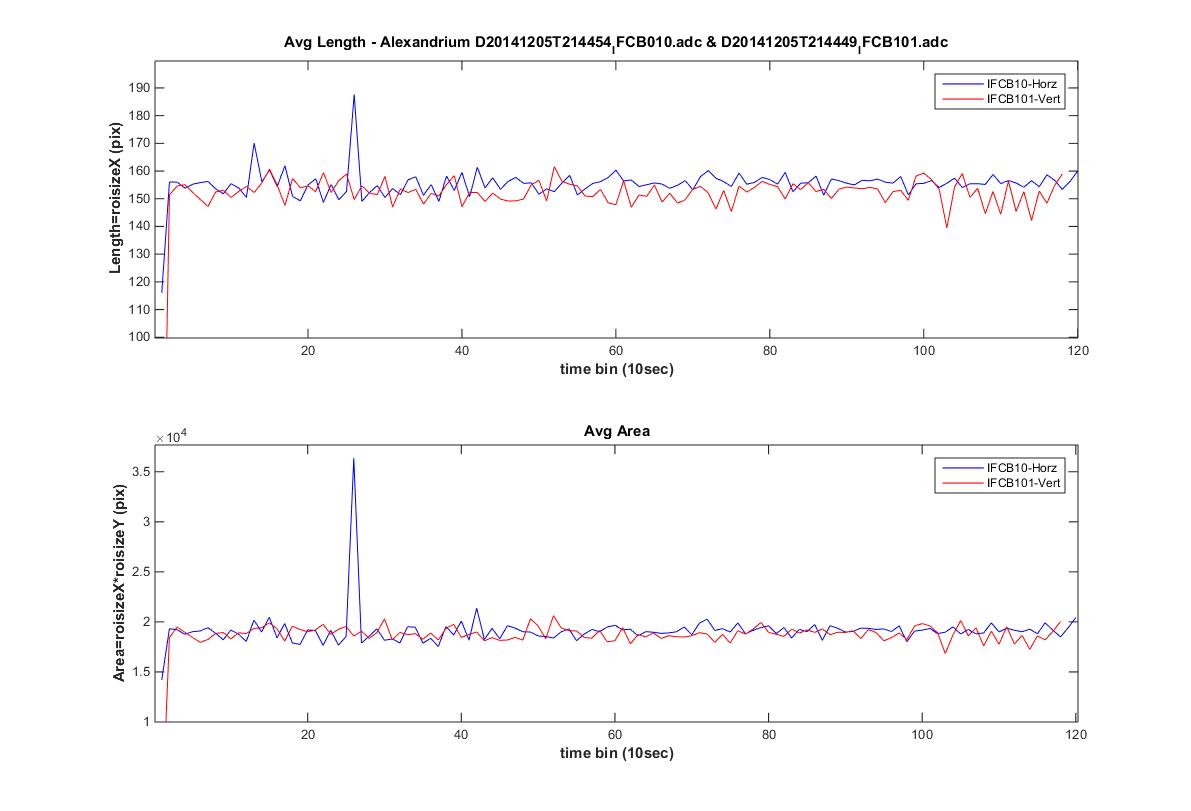 Avg Length - Alexandrium D20141205T214454IFCB010.adc & D20141205T214449IFCB101.adc
Length=roisizeX (pix)
190
180
170
160
150
140
130
120
110
100
IFCB10-Horz
IFCB101-Vert
20 40 60 80 100 120
time bin (10sec)
Avg Area
×10^4
Area=roisizeX*roisizeY (pix)
3.5
3
2.5
2
1.5
1
IFCB10-Horz
IFCB101-Vert
20 40 60 80 100 120
time bin (10sec)